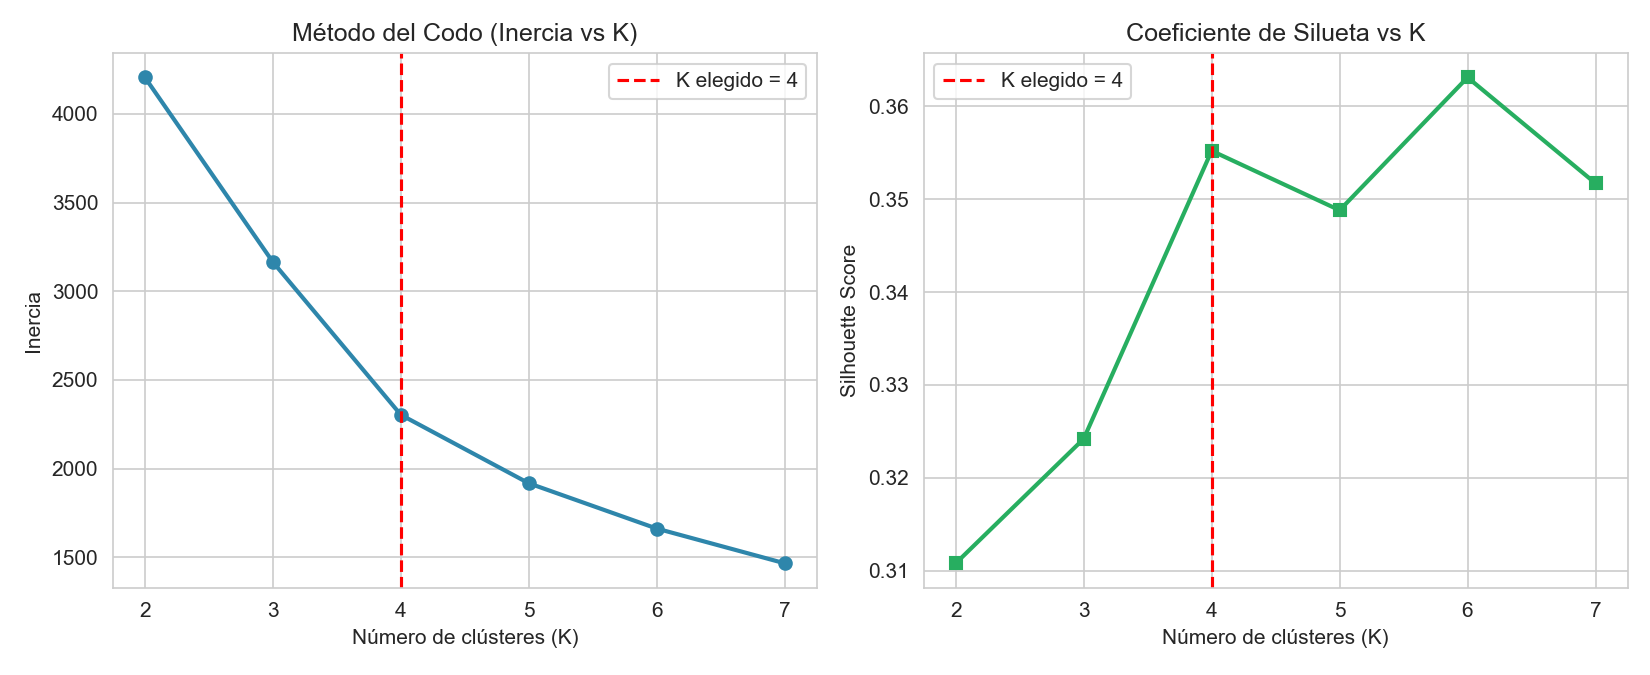 Método del Codo (Inercia vs K)
K elegido = 4
Inercia
4000
3500
3000
2500
2000
1500
2 3 4 5 6 7
Número de clústeres (K)
Coeficiente de Silueta vs K
K elegido = 4
Silhouette Score
0.36
0.35
0.34
0.33
0.32
0.31
2 3 4 5 6 7
Número de clústeres (K)